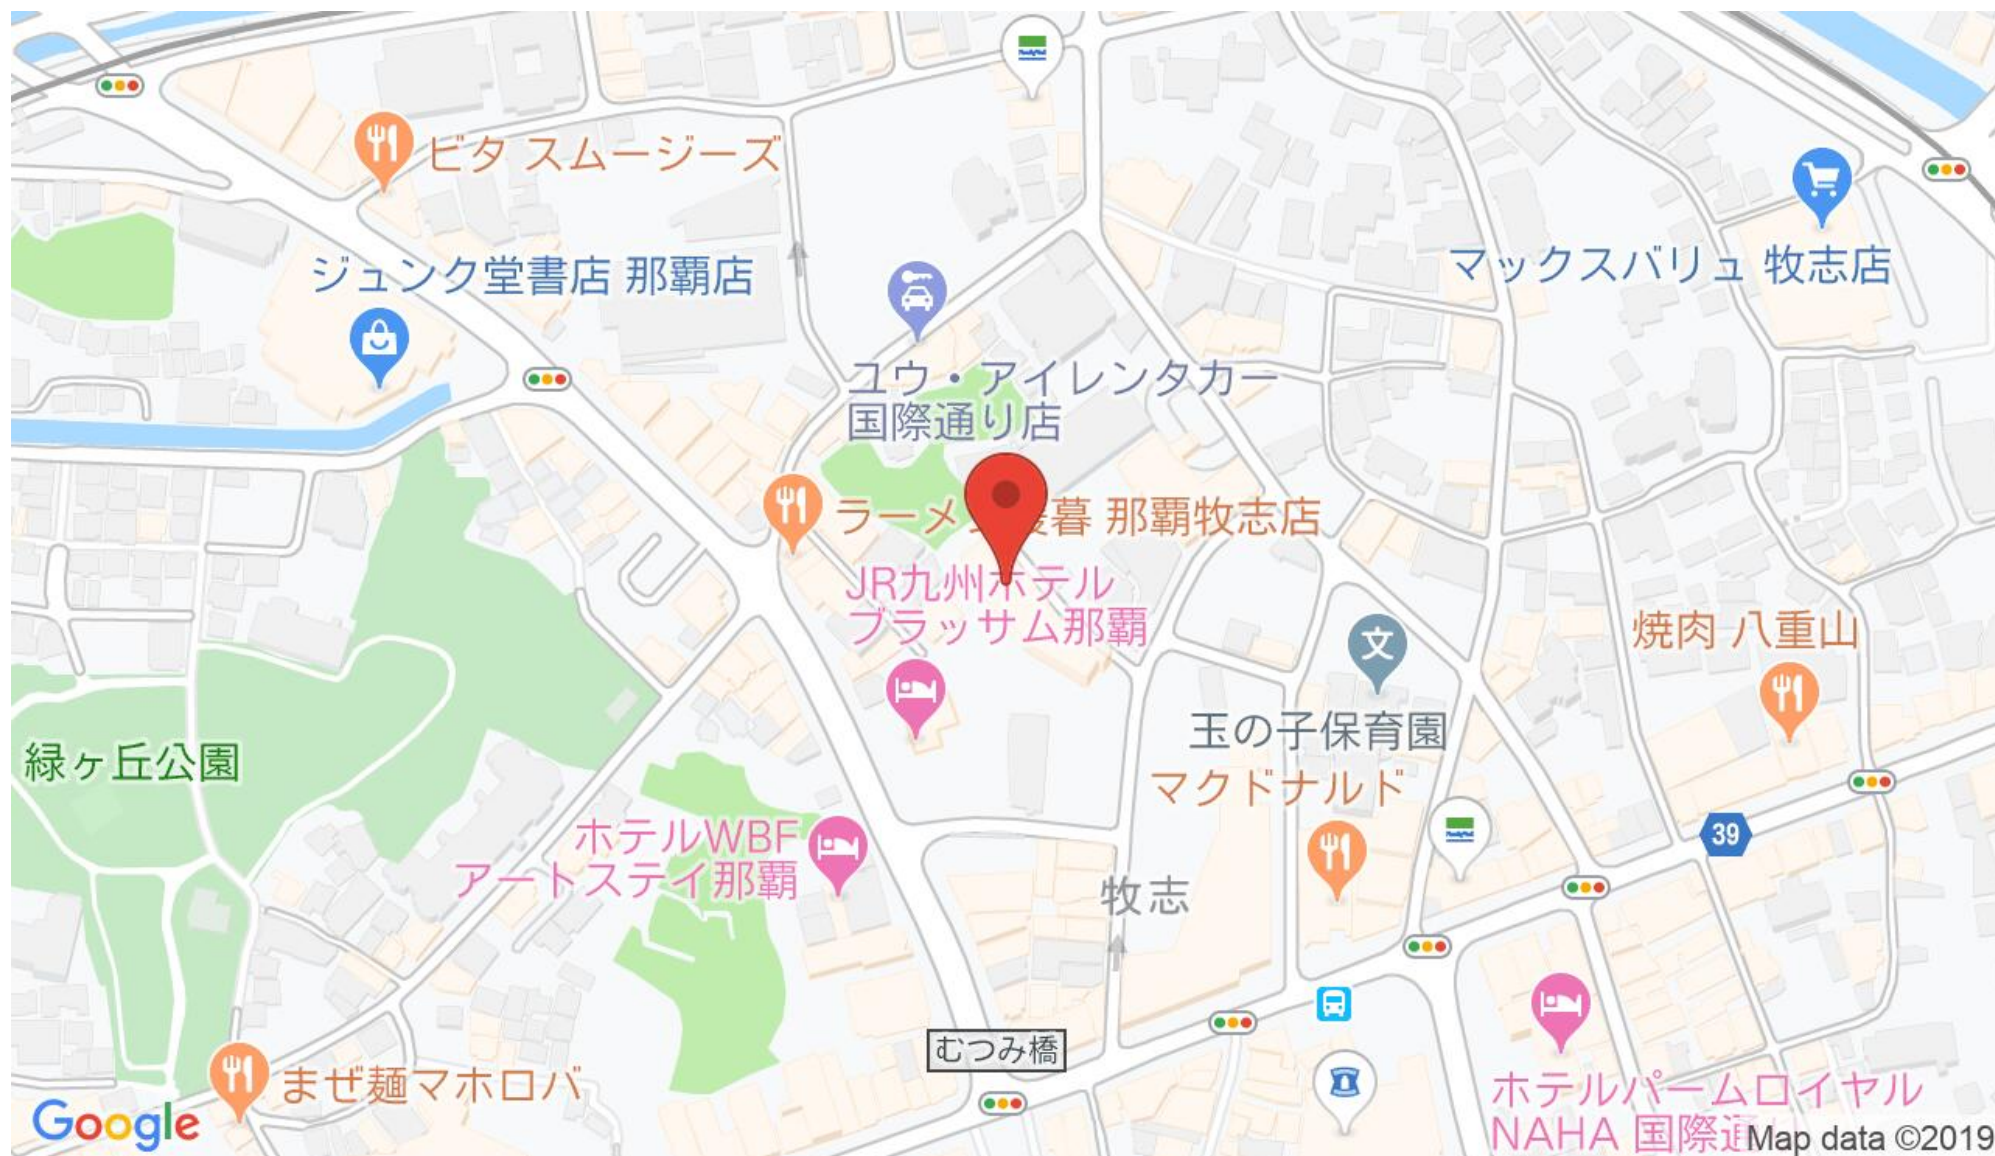 ビタ スムージーズ
ジュンク堂書店 那覇店
マックスバリュ 牧志店
ユウ・アイレンタカー
国際通り店
ラーメン 暮 那覇牧志店
JR九州ホテル
ブラッサム那覇
文
焼肉 八重山
玉の子保育園
緑ヶ丘公園
マクドナルド
ホテルWBF
アートステイ那覇
39
牧志
むつみ橋
まぜ麺マホロバ
ホテルパームロイヤル
NAHA 国際通
Google
Map data ©2019